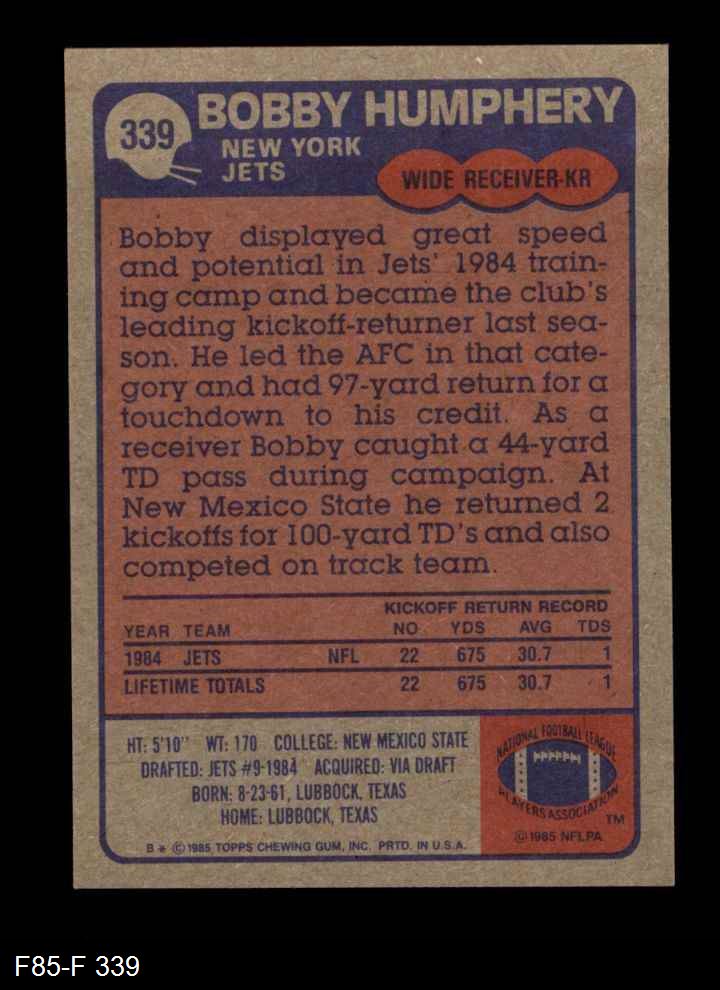 339
BOBBY HUMPHERY
NEW YORK
JETS
WIDE RECEIVER-KR
Bobby displayed great speed
and potential in Jets' 1984 train-
ing camp and became the club's
leading kickoff-returner last sea-
son. He led the AFC in that cate-
gory and had 97-yard return for a
touchdown to his credit. As a
receiver Bobby caught a 44-yard
TD pass during campaign. At
New Mexico State he returned 2
kickoffs for 100-yard TD's and also
competed on track team.
KICKOFF RETURN RECORD
YEAR TEAM NO YDS AVG TDS
1984 JETS NFL 22 675 30.7 1
LIFETIME TOTALS 22 675 30.7 1
HT: 5'10" WT: 170 COLLEGE: NEW MEXICO STATE
DRAFTED: JETS #9-1984 ACQUIRED: VIA DRAFT
BORN: 8-23-61, LUBBOCK, TEXAS
HOME: LUBBOCK, TEXAS
B * © 1985 TOPPS CHEWING GUM, INC. PRTD. IN U.S.A.
NATIONAL FOOTBALL LEAGUE
PLAYERS ASSOCIATION
TM
© 1985 NFLPA
F85-F 339